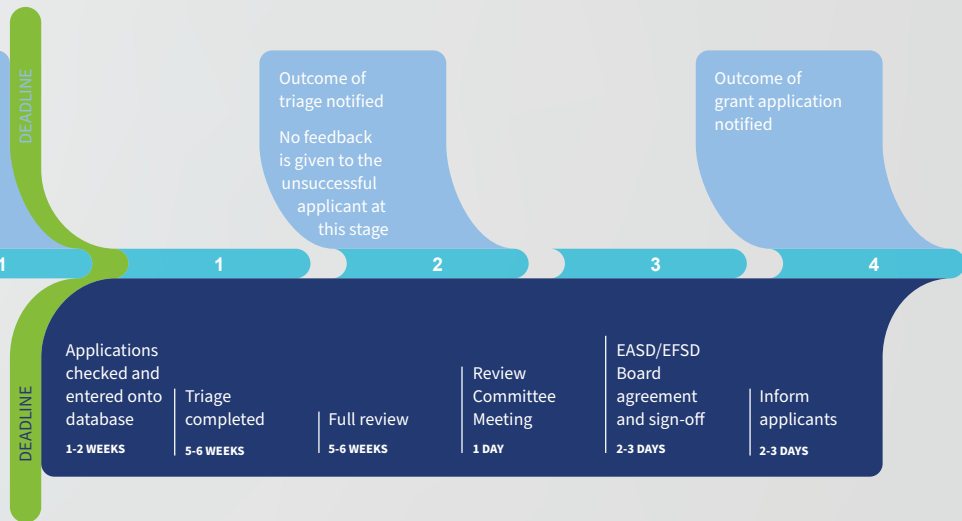 DEADLINE
Outcome of
triage notified
No feedback
is given to the
unsuccessful
applicant at
this stage
Outcome of
grant application
notified
1
1
2
3
4
Applications
checked and
entered onto
database
1-2 WEEKS
Triage
completed
5-6 WEEKS
Full review
5-6 WEEKS
Review
Committee
Meeting
1 DAY
EASD/EFSD
Board
agreement
and sign-off
2-3 DAYS
Inform
applicants
2-3 DAYS
DEADLINE